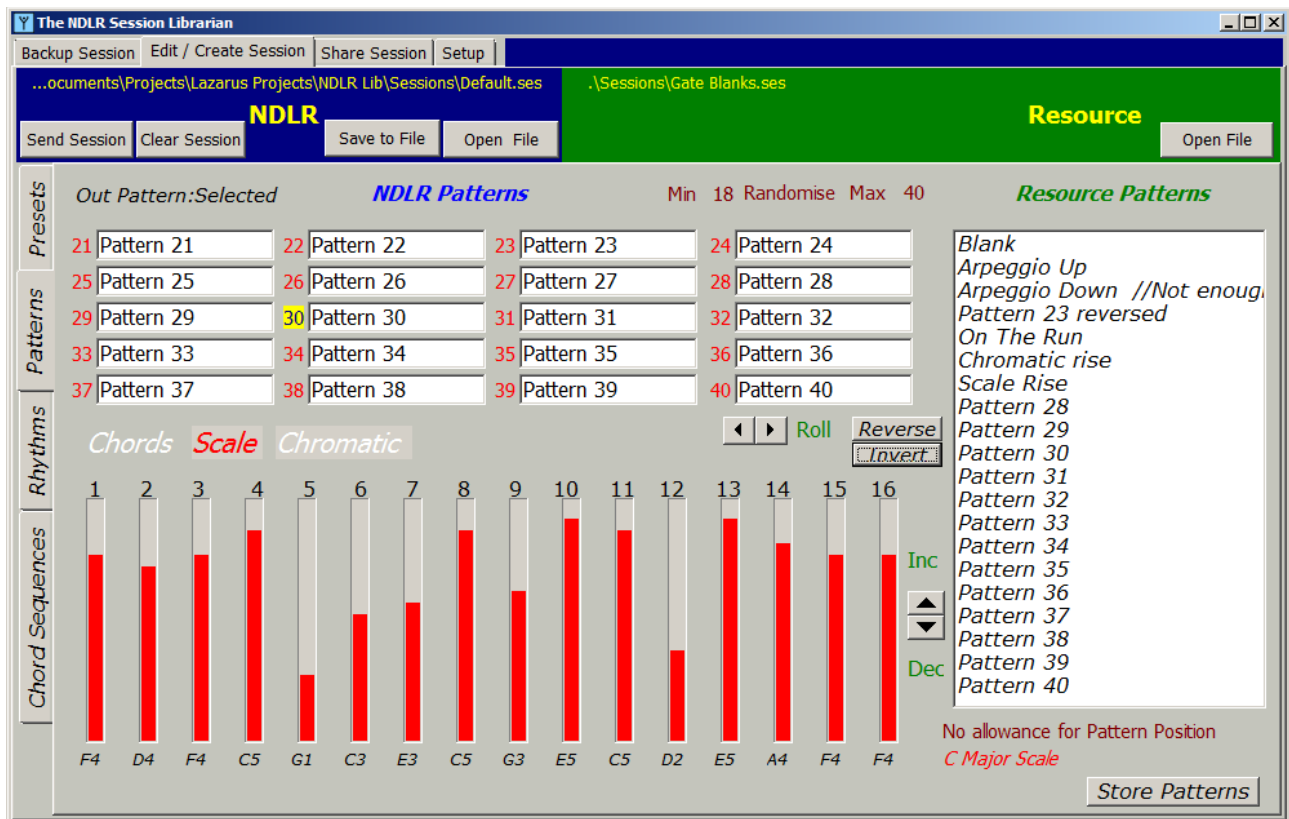 The NDLR Session Librarian
Backup Session Edit / Create Session Share Session Setup
...ocuments\Projects\Lazarus Projects\NDLR Lib\Sessions\Default.ses .\Sessions\Gate Blanks.ses
NDLR Resource
Send Session Clear Session Save to File Open File Open File
Presets
Patterns
Rhythms
Chord Sequences
Out Pattern:Selected NDLR Patterns Min 18 Randomise Max 40
21 Pattern 21 22 Pattern 22 23 Pattern 23 24 Pattern 24
25 Pattern 25 26 Pattern 26 27 Pattern 27 28 Pattern 28
29 Pattern 29 30 Pattern 30 31 Pattern 31 32 Pattern 32
33 Pattern 33 34 Pattern 34 35 Pattern 35 36 Pattern 36
37 Pattern 37 38 Pattern 38 39 Pattern 39 40 Pattern 40
Chords Scale Chromatic Roll Reverse
Invert
1 2 3 4 5 6 7 8 9 10 11 12 13 14 15 16
Inc
Dec
F4 D4 F4 C5 G1 C3 E3 C5 G3 E5 C5 D2 E5 A4 F4 F4
Resource Patterns
Blank
Arpeggio Up
Arpeggio Down //Not enoug
Pattern 23 reversed
On The Run
Chromatic rise
Scale Rise
Pattern 28
Pattern 29
Pattern 30
Pattern 31
Pattern 32
Pattern 33
Pattern 34
Pattern 35
Pattern 36
Pattern 37
Pattern 38
Pattern 39
Pattern 40
No allowance for Pattern Position
C Major Scale
Store Patterns